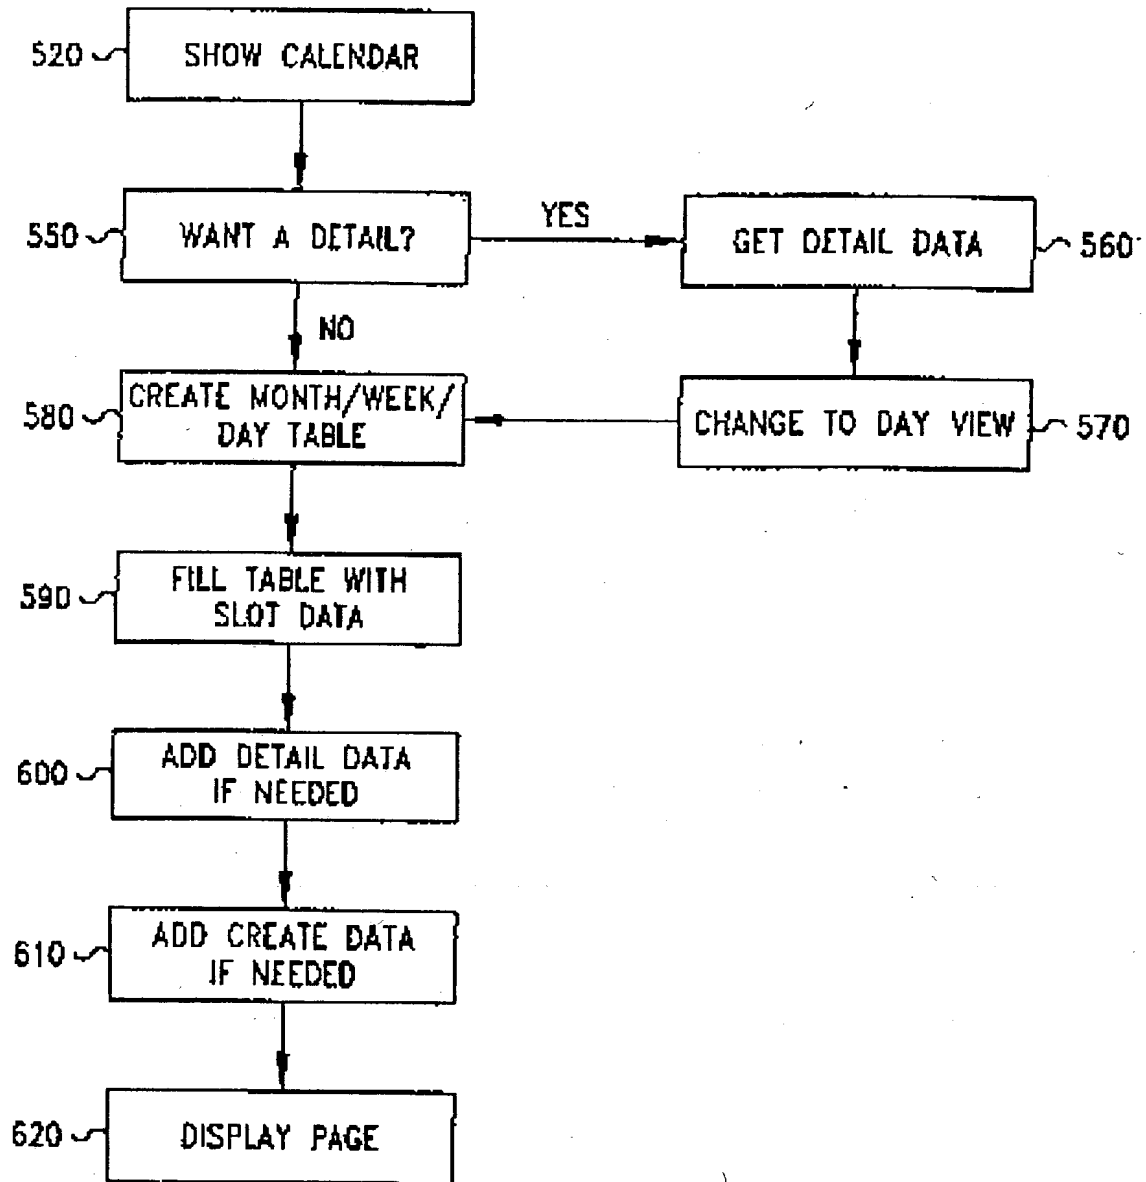 520
SHOW CALENDAR
550
WANT A DETAIL?
YES
GET DETAIL DATA
560
NO
580
CREATE MONTH/WEEK/
DAY TABLE
CHANGE TO DAY VIEW
570
590
FILL TABLE WITH
SLOT DATA
600
ADD DETAIL DATA
IF NEEDED
610
ADD CREATE DATA
IF NEEDED
620
DISPLAY PAGE